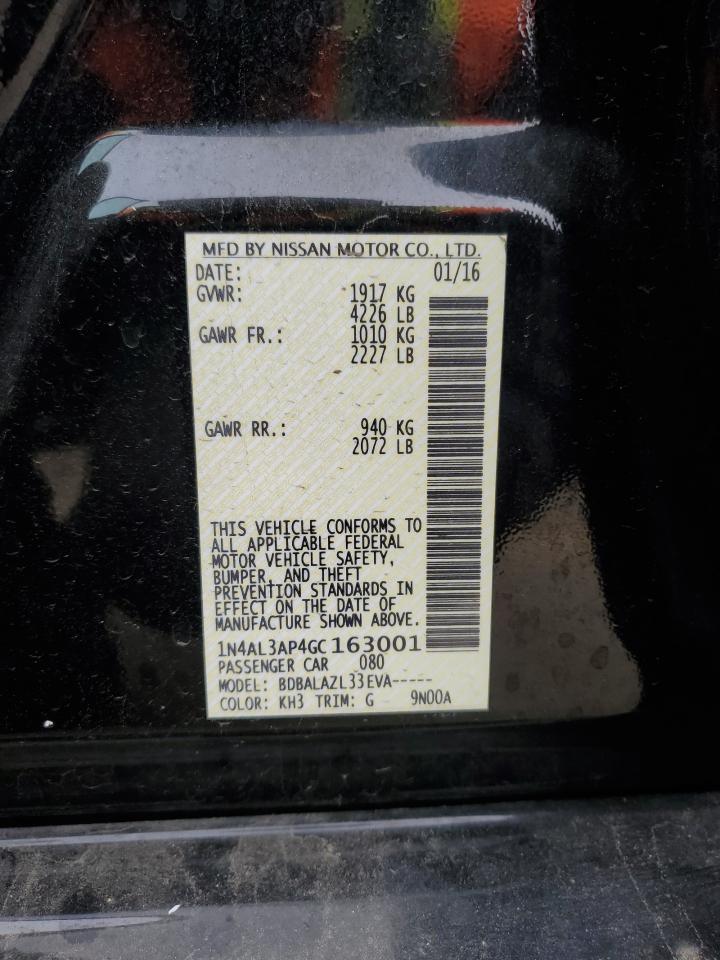 MFD BY NISSAN MOTOR CO., LTD.
DATE: 01/16
GVWR: 1917 KG
4226 LB
GAWR FR.: 1010 KG
2227 LB
GAWR RR.: 940 KG
2072 LB
THIS VEHICLE CONFORMS TO
ALL APPLICABLE FEDERAL
MOTOR VEHICLE SAFETY,
BUMPER, AND THEFT
PREVENTION STANDARDS IN
EFFECT ON THE DATE OF
MANUFACTURE SHOWN ABOVE.
1N4AL3AP4GC163001
PASSENGER CAR 080
MODEL: BDBALAZL33EVA-----
COLOR: KH3 TRIM: G 9N00A